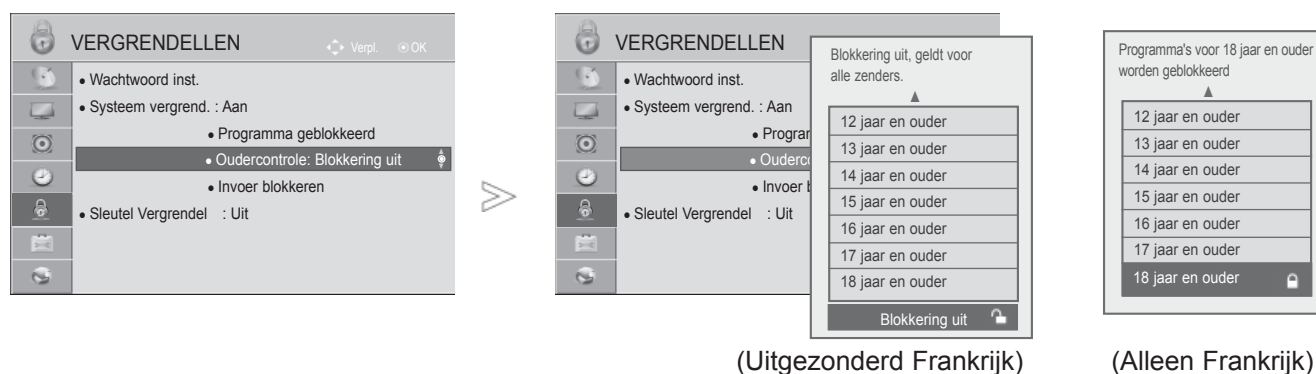 VERGRENDELLEN
Verpl. OK
● Wachtwoord inst.
● Systeem vergrend. : Aan
● Programma geblokkeerd
● Oudercontrole: Blokkering uit
● Invoer blokkeren
● Sleutel Vergrendel : Uit
VERGRENDELLEN
● Wachtwoord inst.
● Systeem vergrend. : Aan
● Progra
● Ouderc
● Invoer b
● Sleutel Vergrendel : Uit
Blokkering uit, geldt voor
alle zenders.
12 jaar en ouder
13 jaar en ouder
14 jaar en ouder
15 jaar en ouder
16 jaar en ouder
17 jaar en ouder
18 jaar en ouder
Blokkering uit
(Uitgezonderd Frankrijk)
Programma's voor 18 jaar en ouder
worden geblokkeerd
12 jaar en ouder
13 jaar en ouder
14 jaar en ouder
15 jaar en ouder
16 jaar en ouder
17 jaar en ouder
18 jaar en ouder
(Alleen Frankrijk)